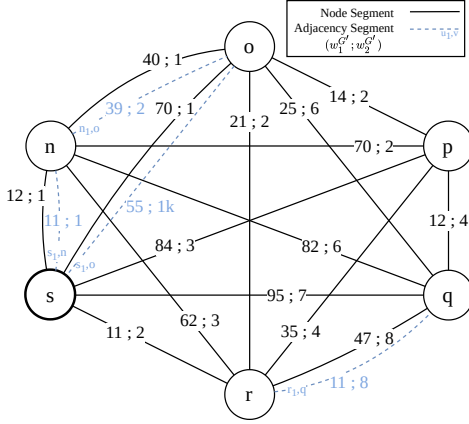 Node Segment
Adjacency Segment u₁,v
(w₁^G′ ; w₂^G′)
o
40 ; 1
39 ; 2
70 ; 1
25 ; 6
14 ; 2
21 ; 2
n₁,o
n
70 ; 2
p
12 ; 1
11 ; 1
55 ; 1k
12 ; 4
84 ; 3
82 ; 6
s₁,n
s₁,o
s
95 ; 7
q
11 ; 2
62 ; 3
35 ; 4
47 ; 8
r₁,q
11 ; 8
r